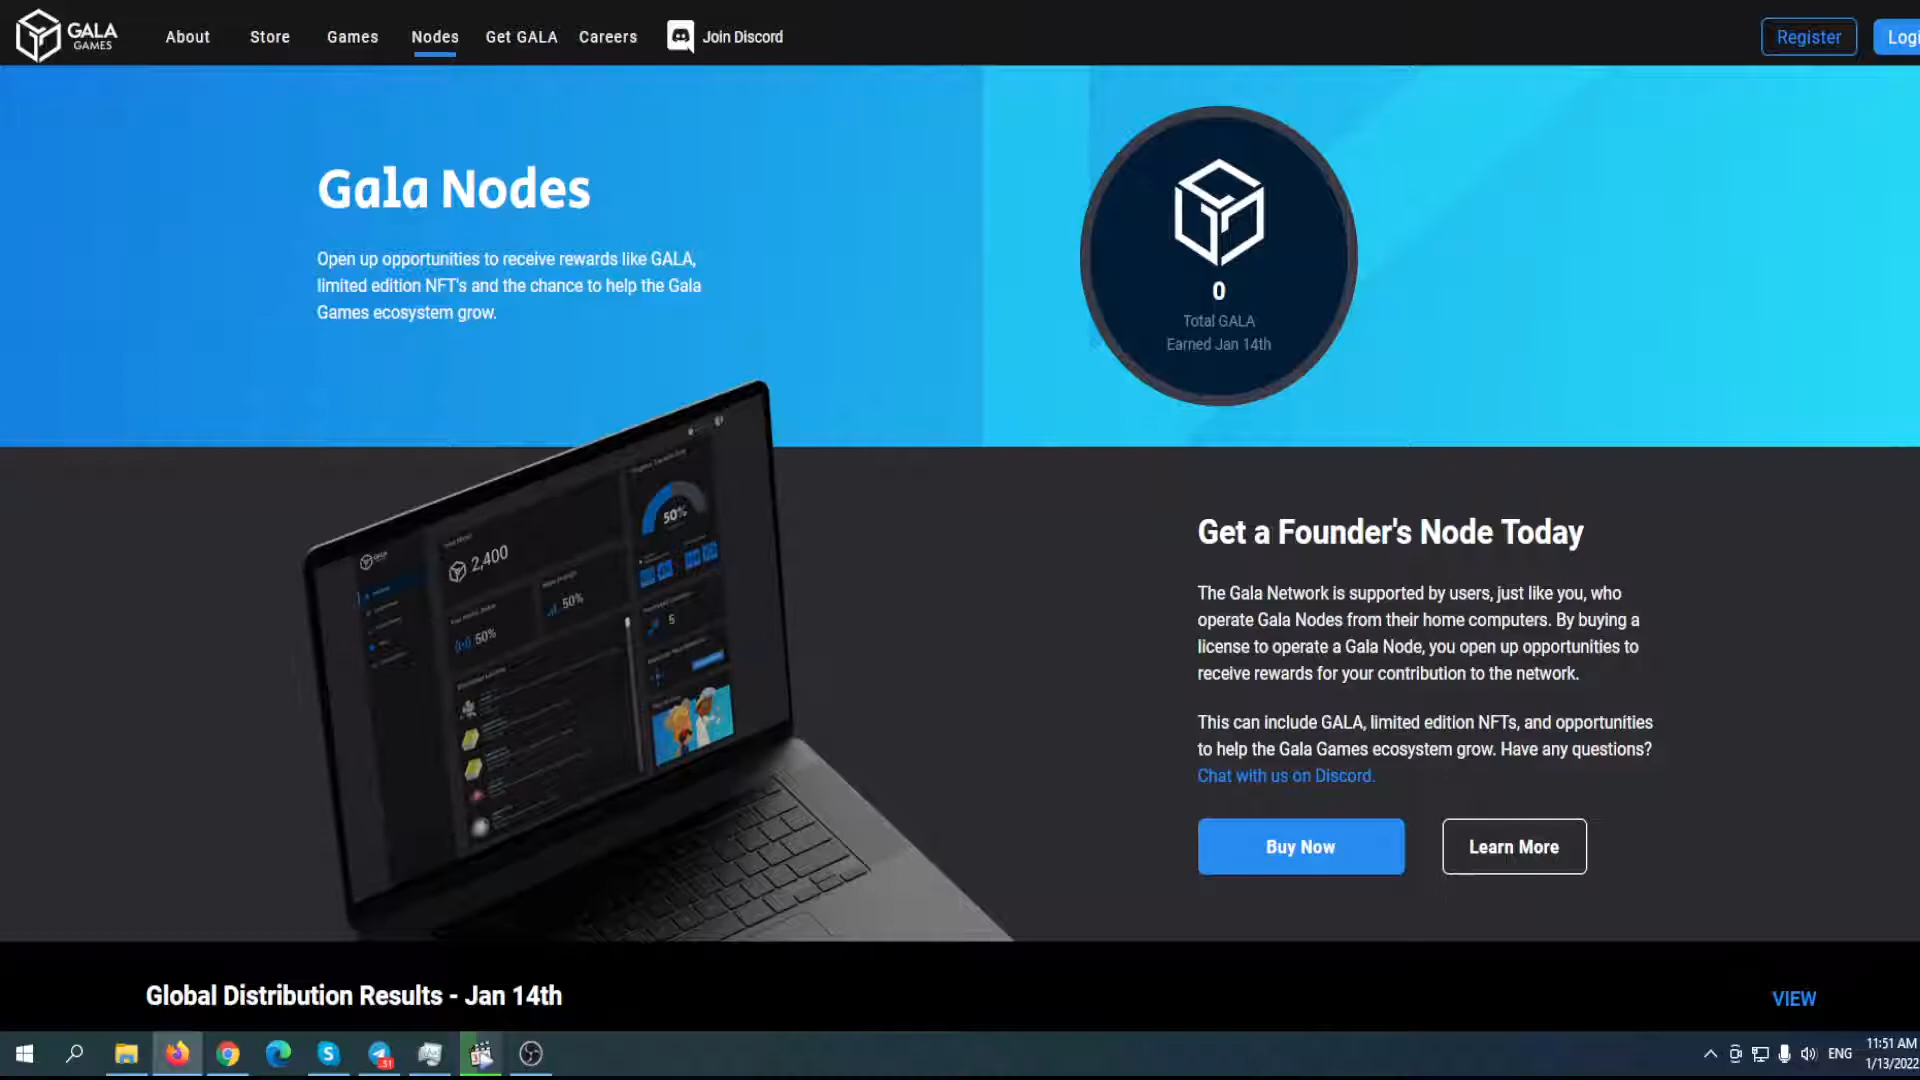 GALA
GAMES
About
Store
Games
Nodes
Get GALA
Careers
Join Discord
Register
Logi
Gala Nodes
Open up opportunities to receive rewards like GALA,
limited edition NFT's and the chance to help the Gala
Games ecosystem grow.
0
Total GALA
Earned Jan 14th
2,400
50%
50%
50%
5
Get a Founder's Node Today
The Gala Network is supported by users, just like you, who
operate Gala Nodes from their home computers. By buying a
license to operate a Gala Node, you open up opportunities to
receive rewards for your contribution to the network.
This can include GALA, limited edition NFTs, and opportunities
to help the Gala Games ecosystem grow. Have any questions?
Chat with us on Discord.
Buy Now
Learn More
Global Distribution Results - Jan 14th
VIEW
31
ENG
11:51 AM
1/13/2022